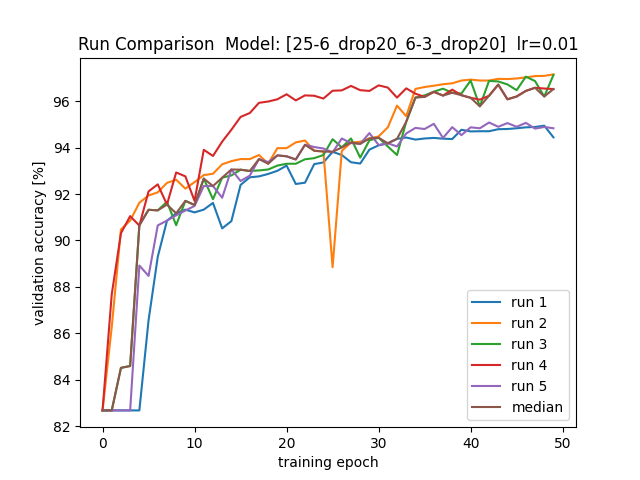 Run Comparison  Model: [25-6_drop20_6-3_drop20]  lr=0.01
validation accuracy [%]
96
94
92
90
88
86
84
82
0 10 20 30 40 50
training epoch
run 1
run 2
run 3
run 4
run 5
median